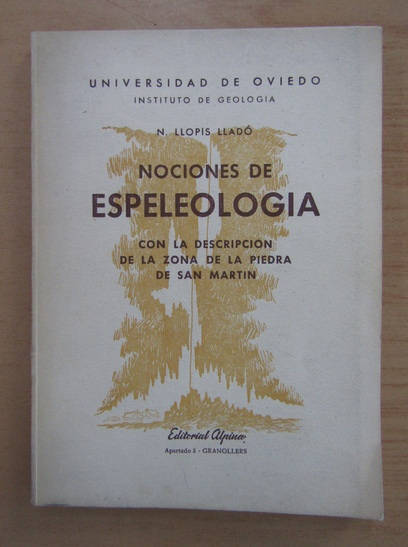 UNIVERSIDAD DE OVIEDO
INSTITUTO DE GEOLOGIA
N. LLOPIS LLADÓ
NOCIONES DE
ESPELEOLOGIA
CON LA DESCRIPCION
DE LA ZONA DE LA PIEDRA
DE SAN MARTIN
Editorial Alpina
Apartado 3 - GRANOLLERS